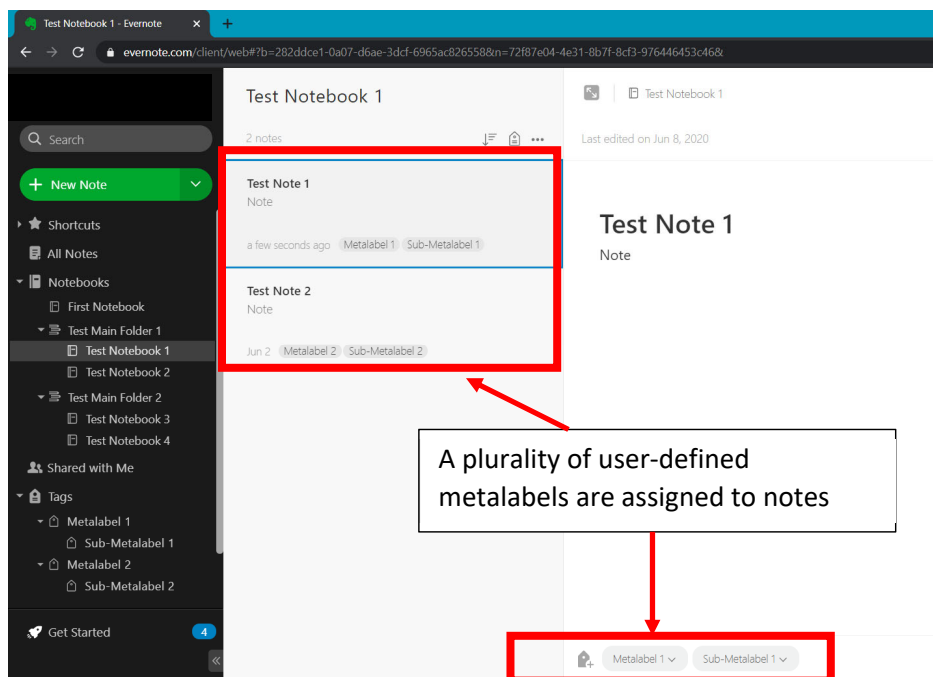 Test Notebook 1 - Evernote
evernote.com/client/web#?b=282ddce1-0a07-d6ae-3dcf-6965ac826558&n=72f87e04-4e31-8b7f-8cf3-976446453c46&
Search
New Note
Shortcuts
All Notes
Notebooks
First Notebook
Test Main Folder 1
Test Notebook 1
Test Notebook 2
Test Main Folder 2
Test Notebook 3
Test Notebook 4
Shared with Me
Tags
Metalabel 1
Sub-Metalabel 1
Metalabel 2
Sub-Metalabel 2
Get Started 4
Test Notebook 1
2 notes
Test Note 1
Note
a few seconds ago Metalabel 1 Sub-Metalabel 1
Test Note 2
Note
Jun 2 Metalabel 2 Sub-Metalabel 2
Test Notebook 1
Last edited on Jun 8, 2020
Test Note 1
Note
A plurality of user-defined
metalabels are assigned to notes
Metalabel 1 Sub-Metalabel 1